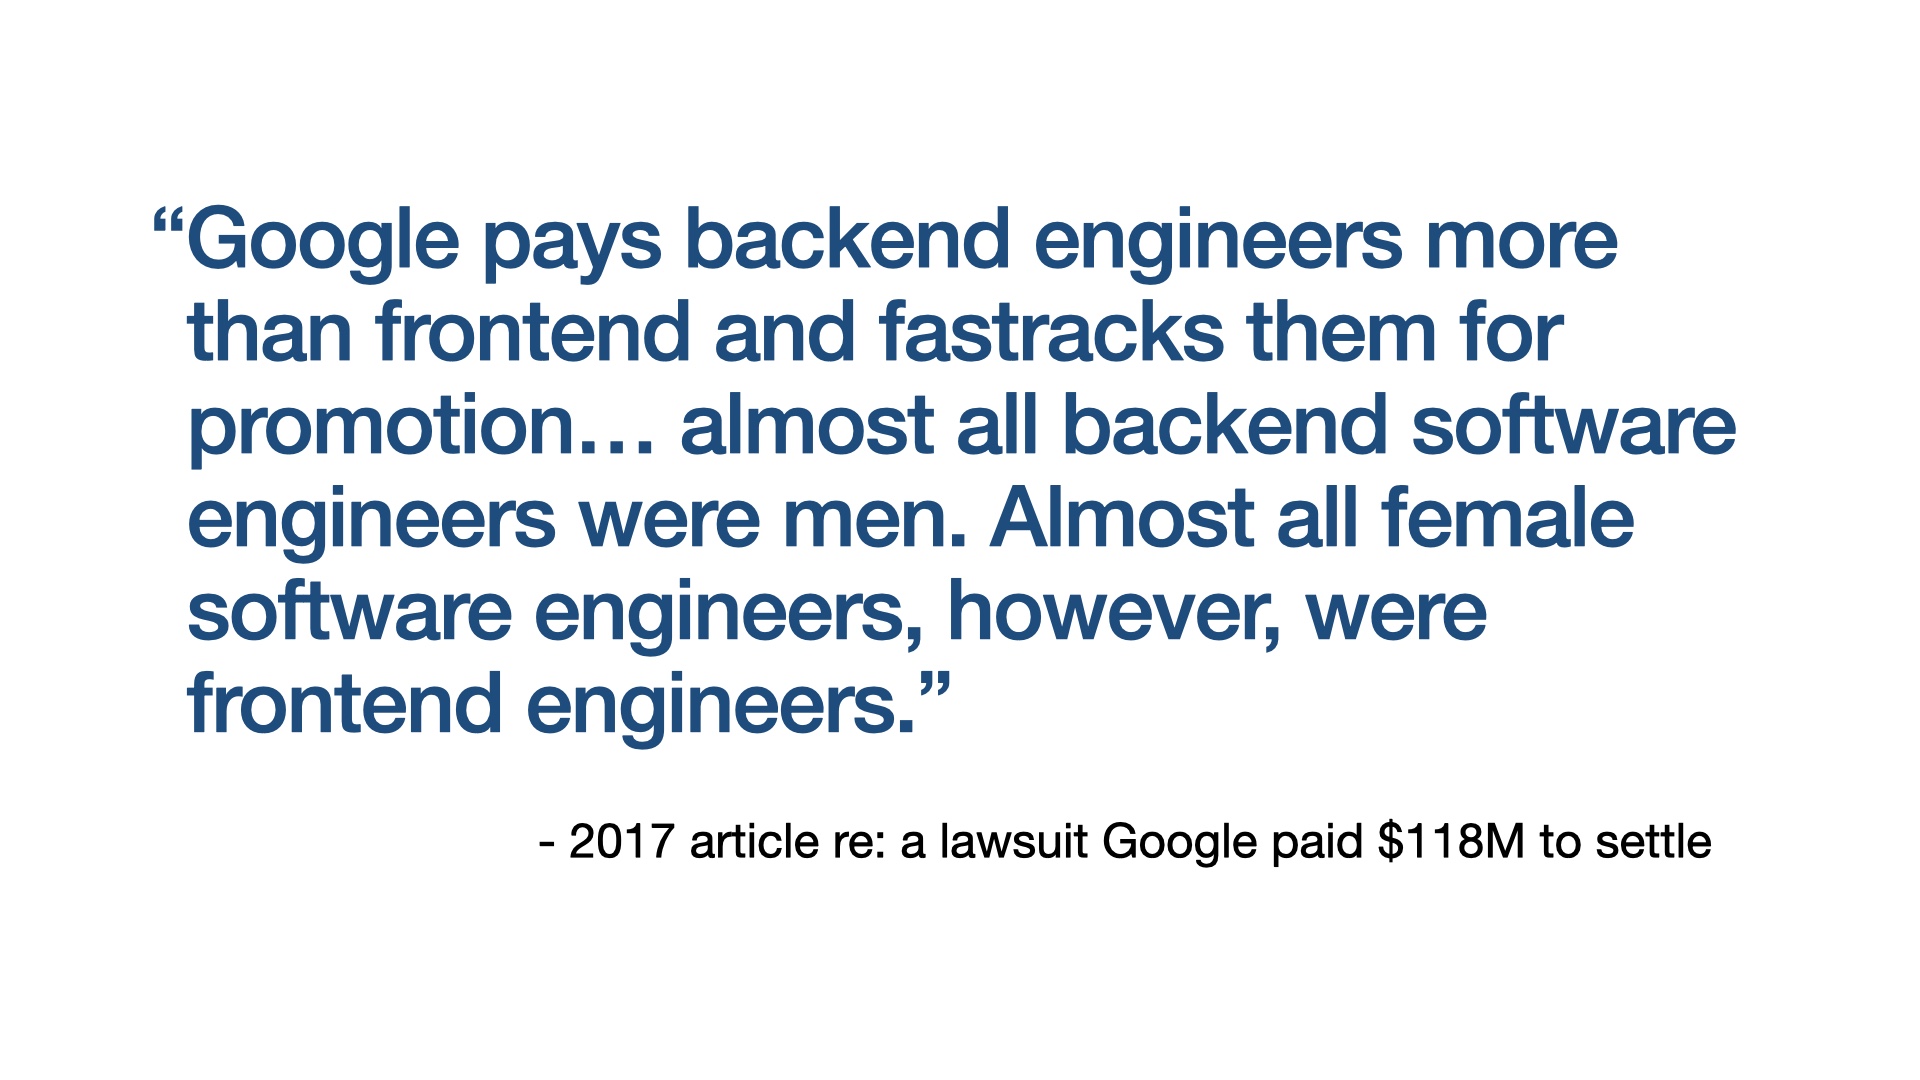 “Google pays backend engineers more
than frontend and fastracks them for
promotion… almost all backend software
engineers were men. Almost all female
software engineers, however, were
frontend engineers.”
- 2017 article re: a lawsuit Google paid $118M to settle